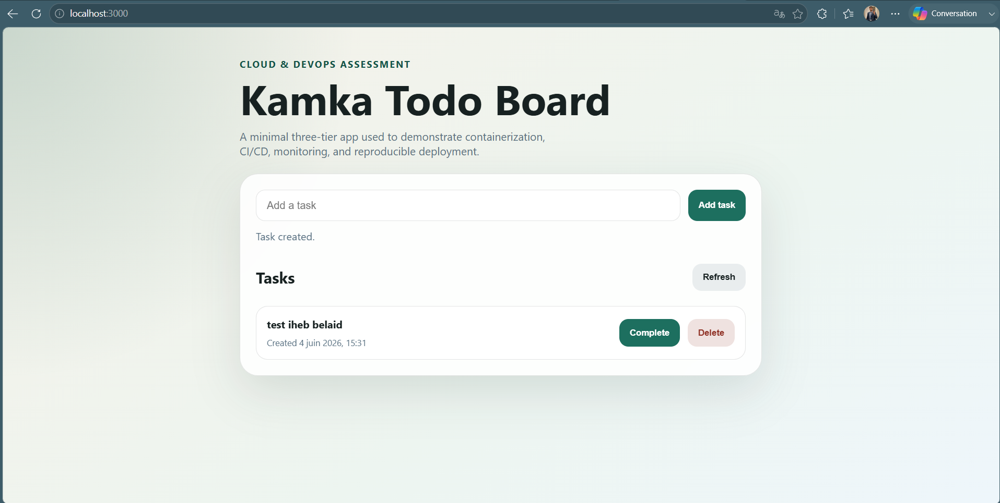 localhost:3000
Conversation
CLOUD & DEVOPS ASSESSMENT
Kamka Todo Board
A minimal three-tier app used to demonstrate containerization,
CI/CD, monitoring, and reproducible deployment.
Add a task
Add task
Task created.
Tasks
Refresh
test iheb belaid
Created 4 juin 2026, 15:31
Complete
Delete